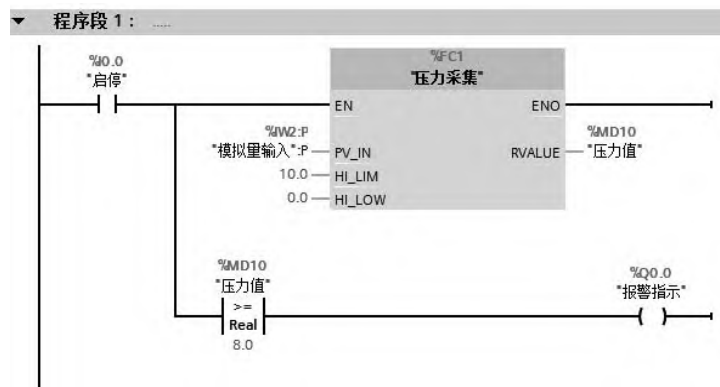 程序段 1： .....
%I0.0
"启停"
%FC1
"压力采集"
EN
ENO
%IW2:P
"模拟量输入":P
PV_IN
%MD10
RVALUE
"压力值"
10.0
HI_LIM
0.0
HI_LOW
%MD10
"压力值"
>=
Real
8.0
%Q0.0
"报警指示"